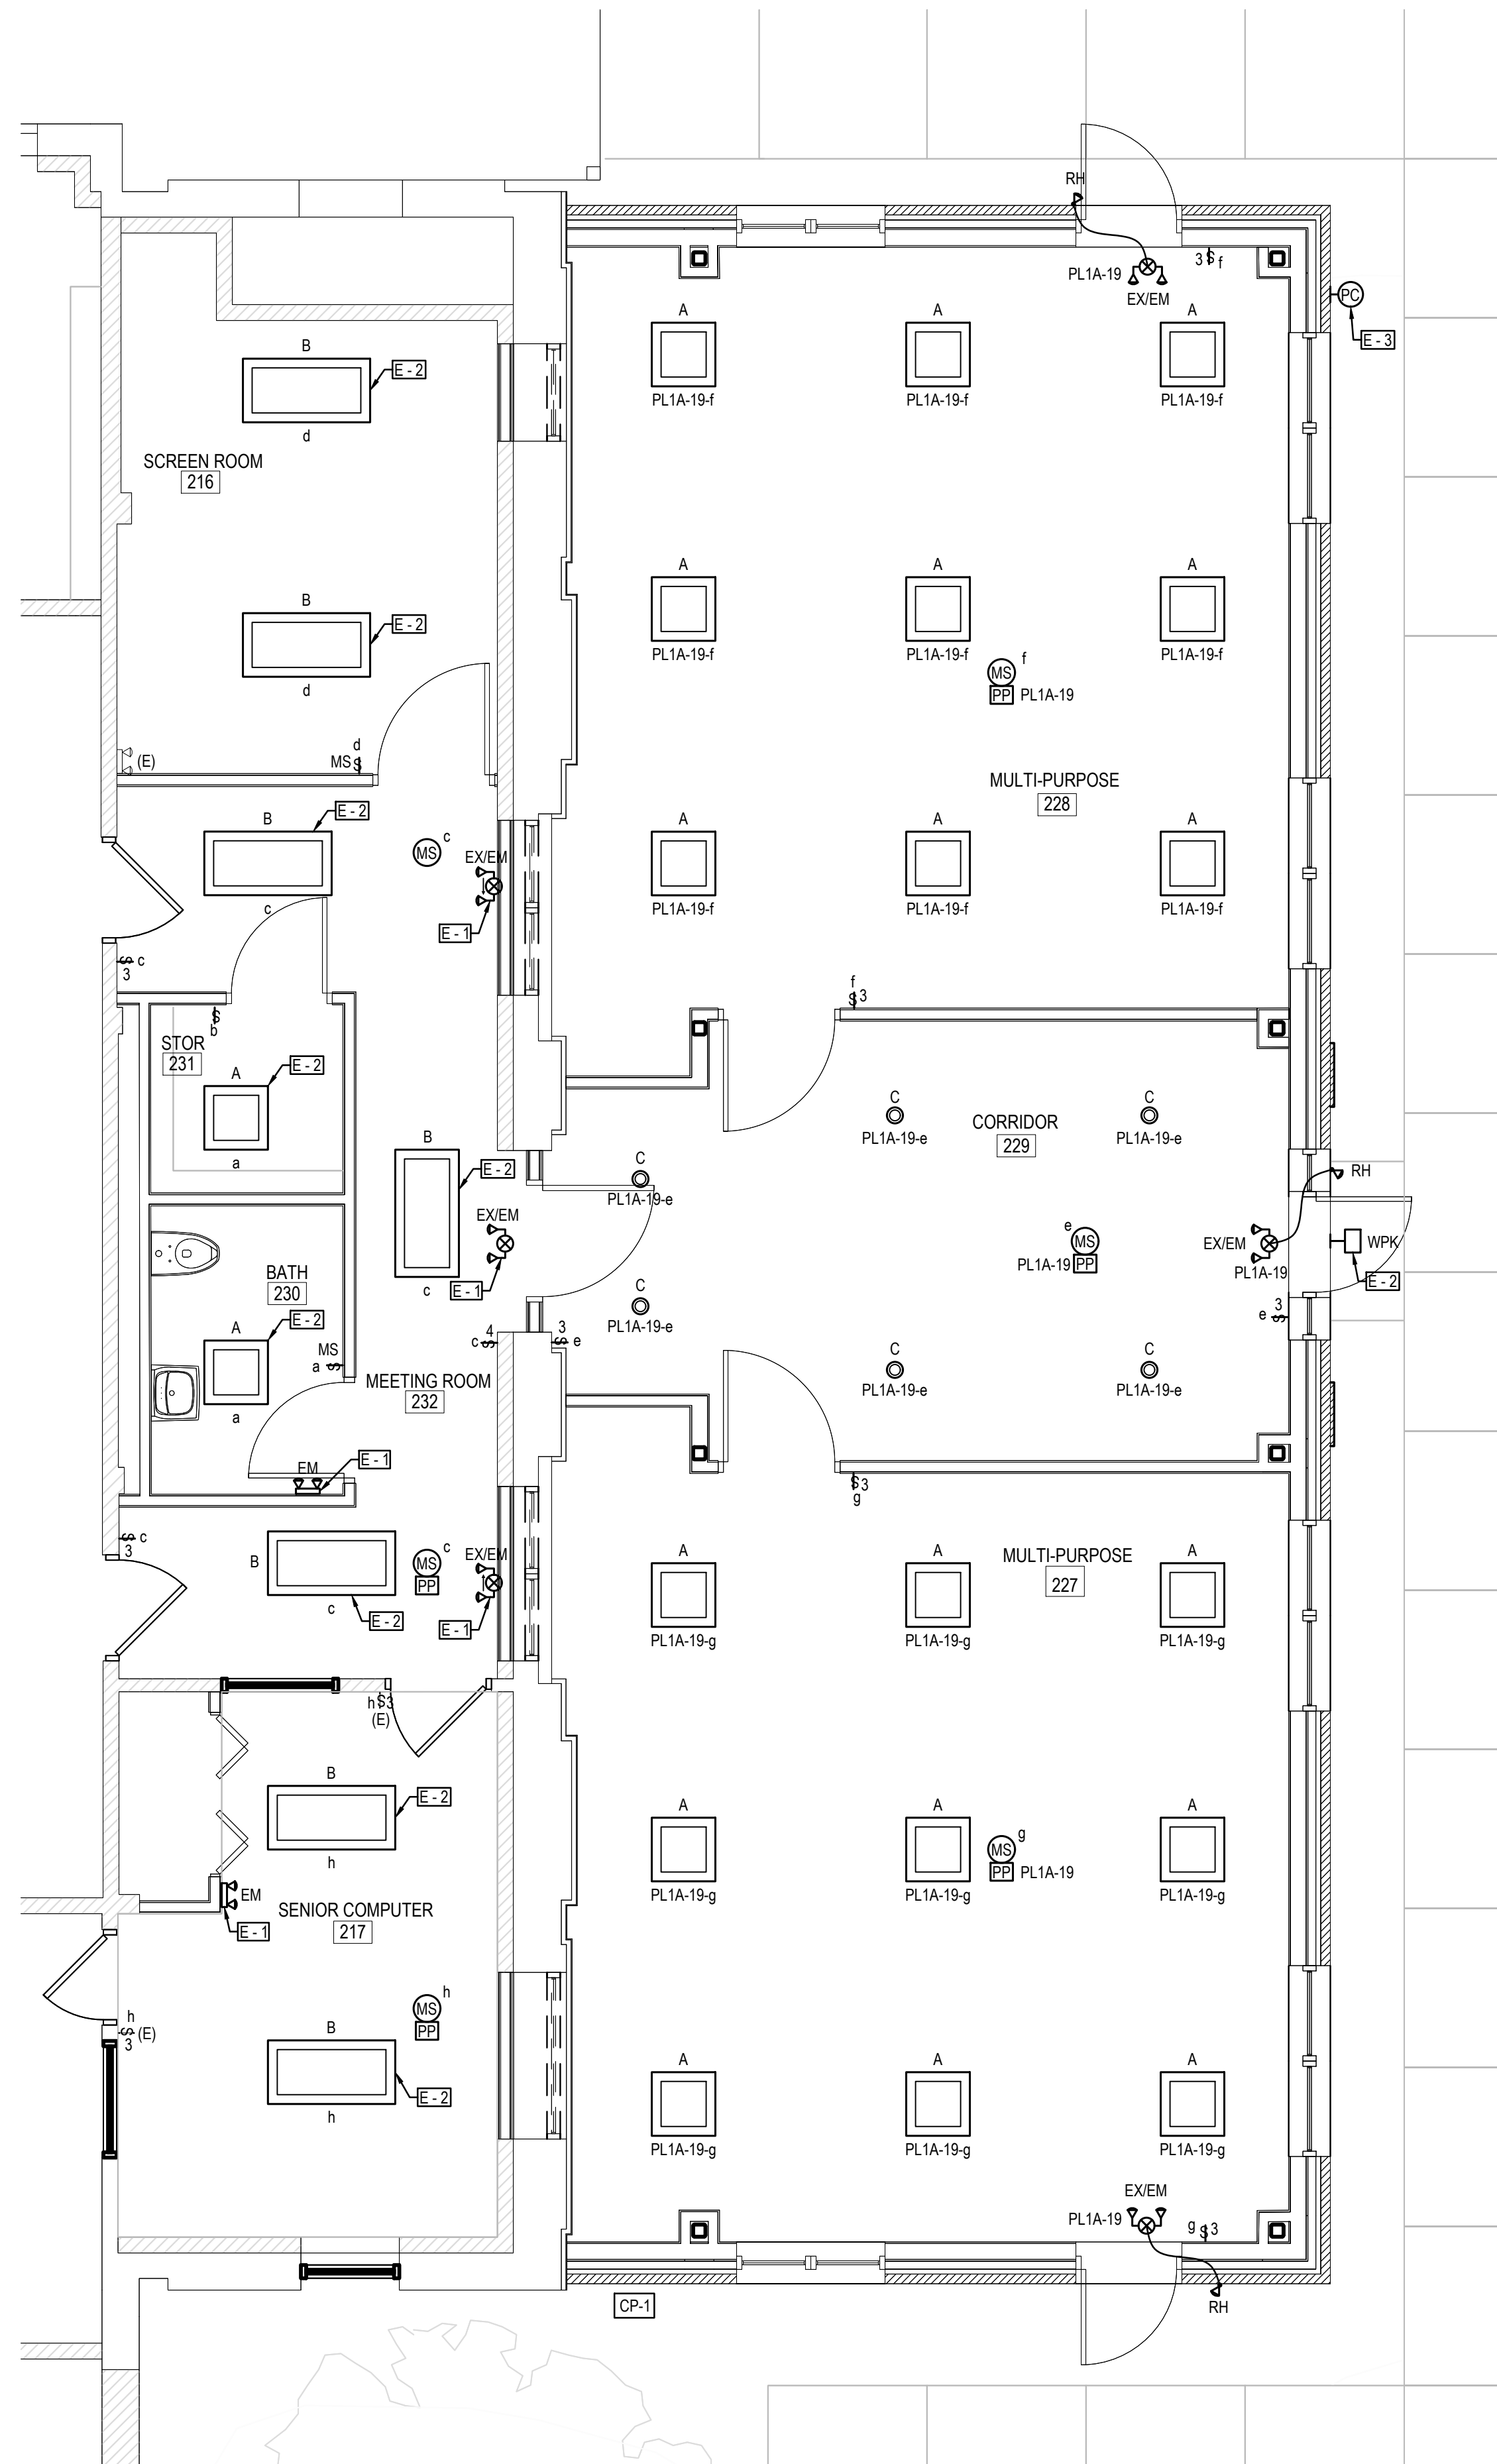 RH
PL1A-19
EX/EM
3 S f
PC
E - 3
A
A
A
PL1A-19-f
PL1A-19-f
PL1A-19-f
B
E - 2
d
SCREEN ROOM
216
A
A
A
PL1A-19-f
PL1A-19-f
PL1A-19-f
B
E - 2
d
f
MS
PP PL1A-19
(E)
d
MS S
MULTI-PURPOSE
228
B
E - 2
c
MS
c
EX/EM
E - 1
A
A
A
PL1A-19-f
PL1A-19-f
PL1A-19-f
S c
3
f
S 3
S
b
STOR
231
A
E - 2
a
B
E - 2
c
C
PL1A-19-e
C
PL1A-19-e
CORRIDOR
229
C
PL1A-19-e
RH
EX/EM
E - 1
e
MS
PL1A-19 PP
EX/EM
PL1A-19
WPK
E - 2
BATH
230
A
E - 2
a
MS
a S
C
PL1A-19-e
4
c S
3
S e
3
e S
MEETING ROOM
232
C
PL1A-19-e
C
PL1A-19-e
EM
E - 1
S 3
g
S c
3
B
E - 2
c
MS
c
PP
EX/EM
E - 1
MULTI-PURPOSE
227
A
A
A
PL1A-19-g
PL1A-19-g
PL1A-19-g
h S3
(E)
B
E - 2
h
A
A
A
PL1A-19-g
PL1A-19-g
PL1A-19-g
g
MS
PP PL1A-19
EM
E - 1
SENIOR COMPUTER
217
h
S (E)
3
h
MS
PP
B
E - 2
h
A
A
A
PL1A-19-g
PL1A-19-g
PL1A-19-g
EX/EM
PL1A-19
g S 3
RH
CP-1